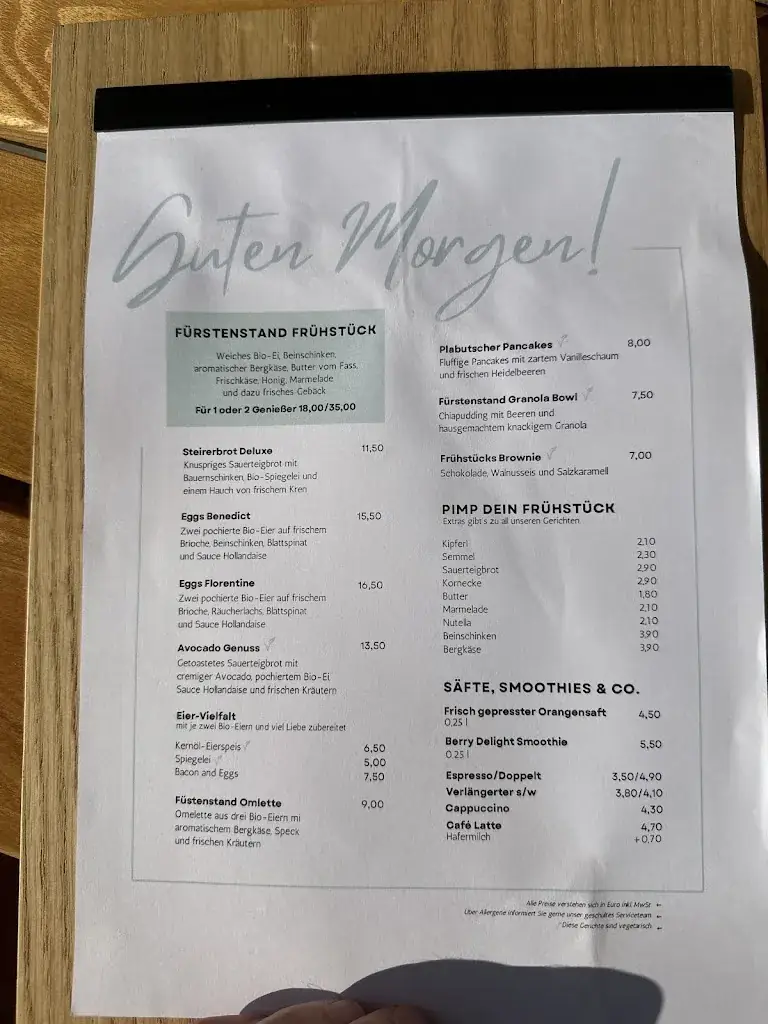 Guten Morgen!
FÜRSTENSTAND FRÜHSTÜCK
Weiches Bio-Ei, Beinschinken,
aromatischer Bergkäse, Butter vom Fass,
Frischkäse, Honig, Marmelade
und dazu frisches Gebäck
Für 1 oder 2 Genießer 18,00/35,00
Steirerbrot Deluxe 11,50
Knuspriges Sauerteigbrot mit
Bauernschinken, Bio-Spiegelei und
einem Hauch von frischem Kren
Eggs Benedict 15,50
Zwei pochierte Bio-Eier auf frischem
Brioche, Beinschinken, Blattspinat
und Sauce Hollandaise
Eggs Florentine 16,50
Zwei pochierte Bio-Eier auf frischem
Brioche, Räucherlachs, Blattspinat
und Sauce Hollandaise
Avocado Genuss 13,50
Getoastetes Sauerteigbrot mit
cremiger Avocado, pochiertem Bio-Ei,
Sauce Hollandaise und frischen Kräutern
Eier-Vielfalt
mit je zwei Bio-Eiern und viel Liebe zubereitet
Kernöl-Eierspeis 6,50
Spiegelei 5,00
Bacon and Eggs 7,50
Füstenstand Omlette 9,00
Omelette aus drei Bio-Eiern mi
aromatischem Bergkäse, Speck
und frischen Kräutern
Plabutscher Pancakes 8,00
Fluffige Pancakes mit zartem Vanilleschaum
und frischen Heidelbeeren
Fürstenstand Granola Bowl 7,50
Chiapudding mit Beeren und
hausgemachtem knackigem Granola
Frühstücks Brownie 7,00
Schokolade, Walnusseis und Salzkaramell
PIMP DEIN FRÜHSTÜCK
Extras gibt's zu all unseren Gerichten
Kipferl 2,10
Semmel 2,30
Sauerteigbrot 2,90
Kornecke 2,90
Butter 1,80
Marmelade 2,10
Nutella 2,10
Beinschinken 3,90
Bergkäse 3,90
SÄFTE, SMOOTHIES & CO.
Frisch gepresster Orangensaft 4,50
0,25 l
Berry Delight Smoothie 5,50
0,25 l
Espresso/Doppelt 3,50/4,90
Verlängerter s/w 3,80/4,10
Cappuccino 4,30
Café Latte 4,70
Hafermilch +0,70
Alle Preise verstehen sich in Euro inkl. MwSt. ←
Über Allergene informiert Sie gerne unser geschultes Serviceteam. ←
Diese Gerichte sind vegetarisch ←